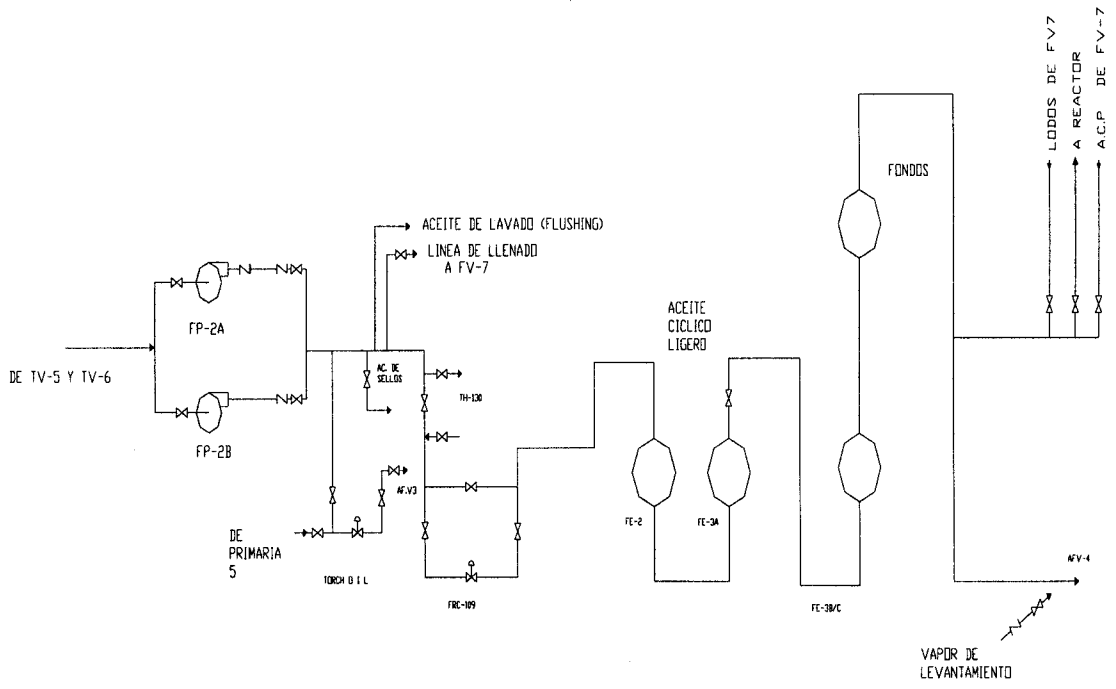 LODOS DE FV7
A REACTOR
A.C.P DE FV-7
FONDOS
ACEITE DE LAVADO (FLUSHING)
LINEA DE LLENADO
A FV-7
FP-2A
ACEITE
CICLICO
LIGERO
DE TV-5 Y TV-6
AC. DE
SELLOS
TH-130
FP-2B
AF.V3
FE-2
FE-3A
DE
PRIMARIA
5
TORCH O I L
FRC-109
FE-3B/C
AFV-4
VAPOR DE
LEVANTAMIENTO